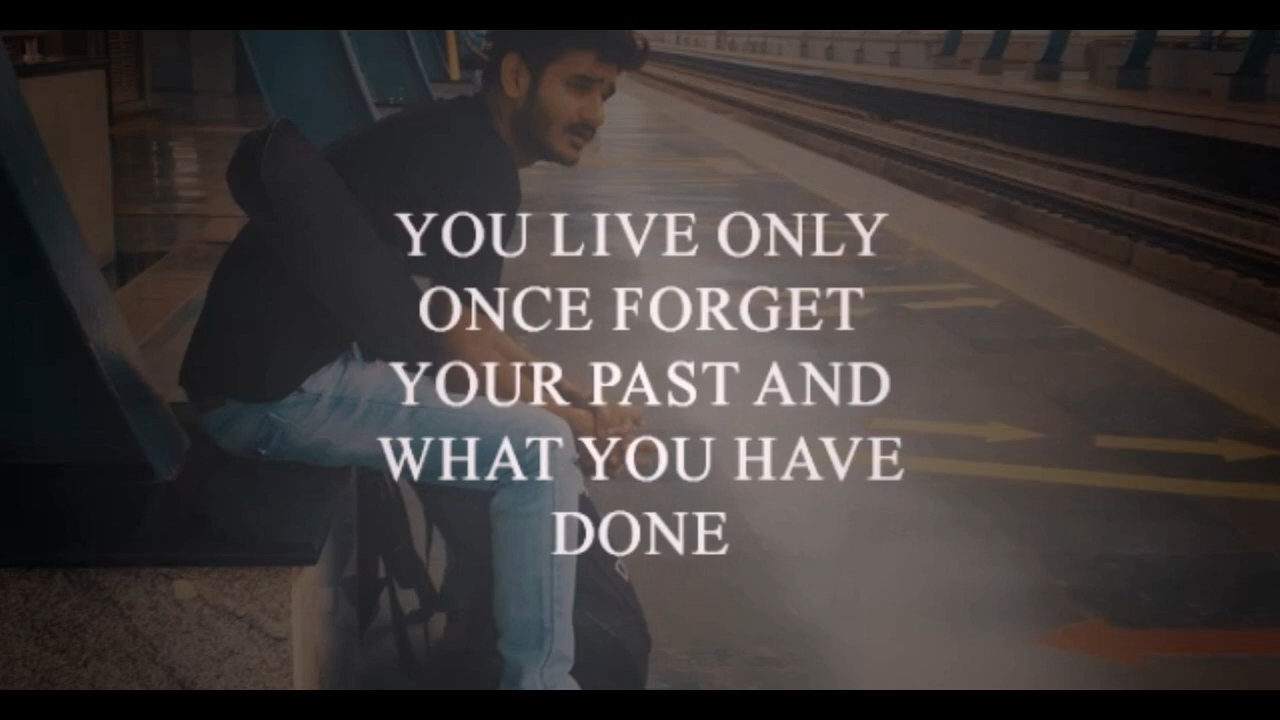 YOU LIVE ONLY
ONCE FORGET
YOUR PAST AND
WHAT YOU HAVE
DONE